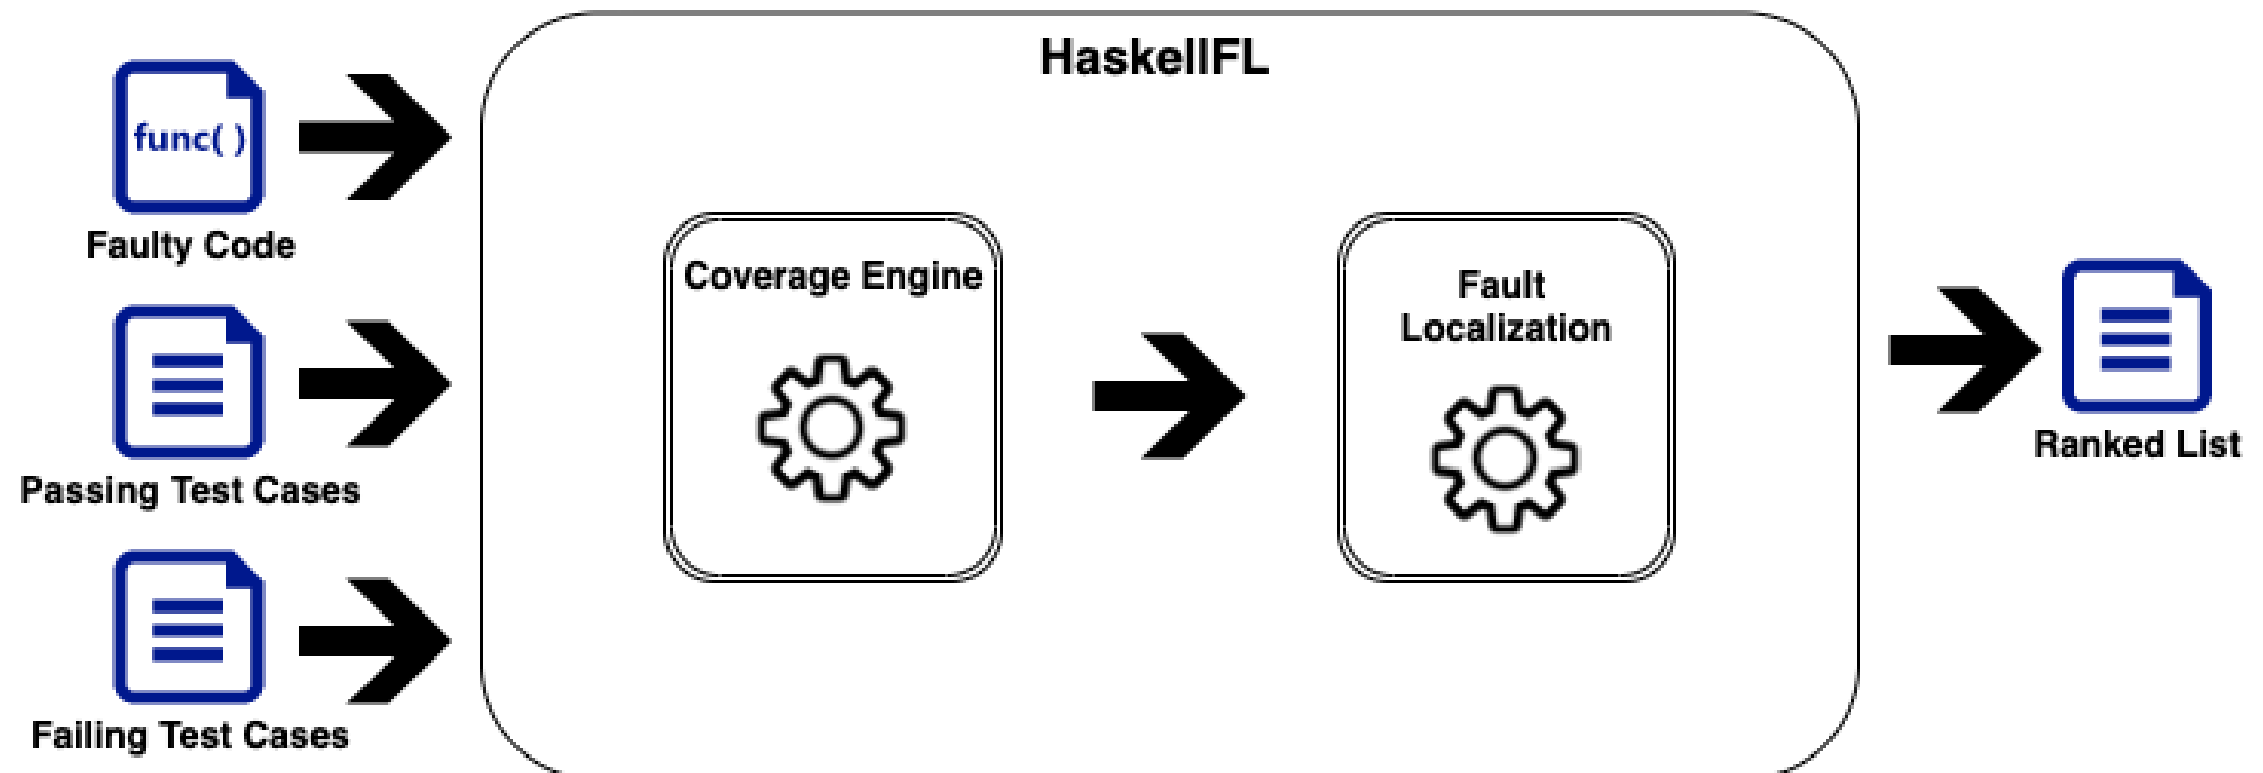 HaskellFL
func( )
Faulty Code
Passing Test Cases
Failing Test Cases
Coverage Engine
Fault
Localization
Ranked List